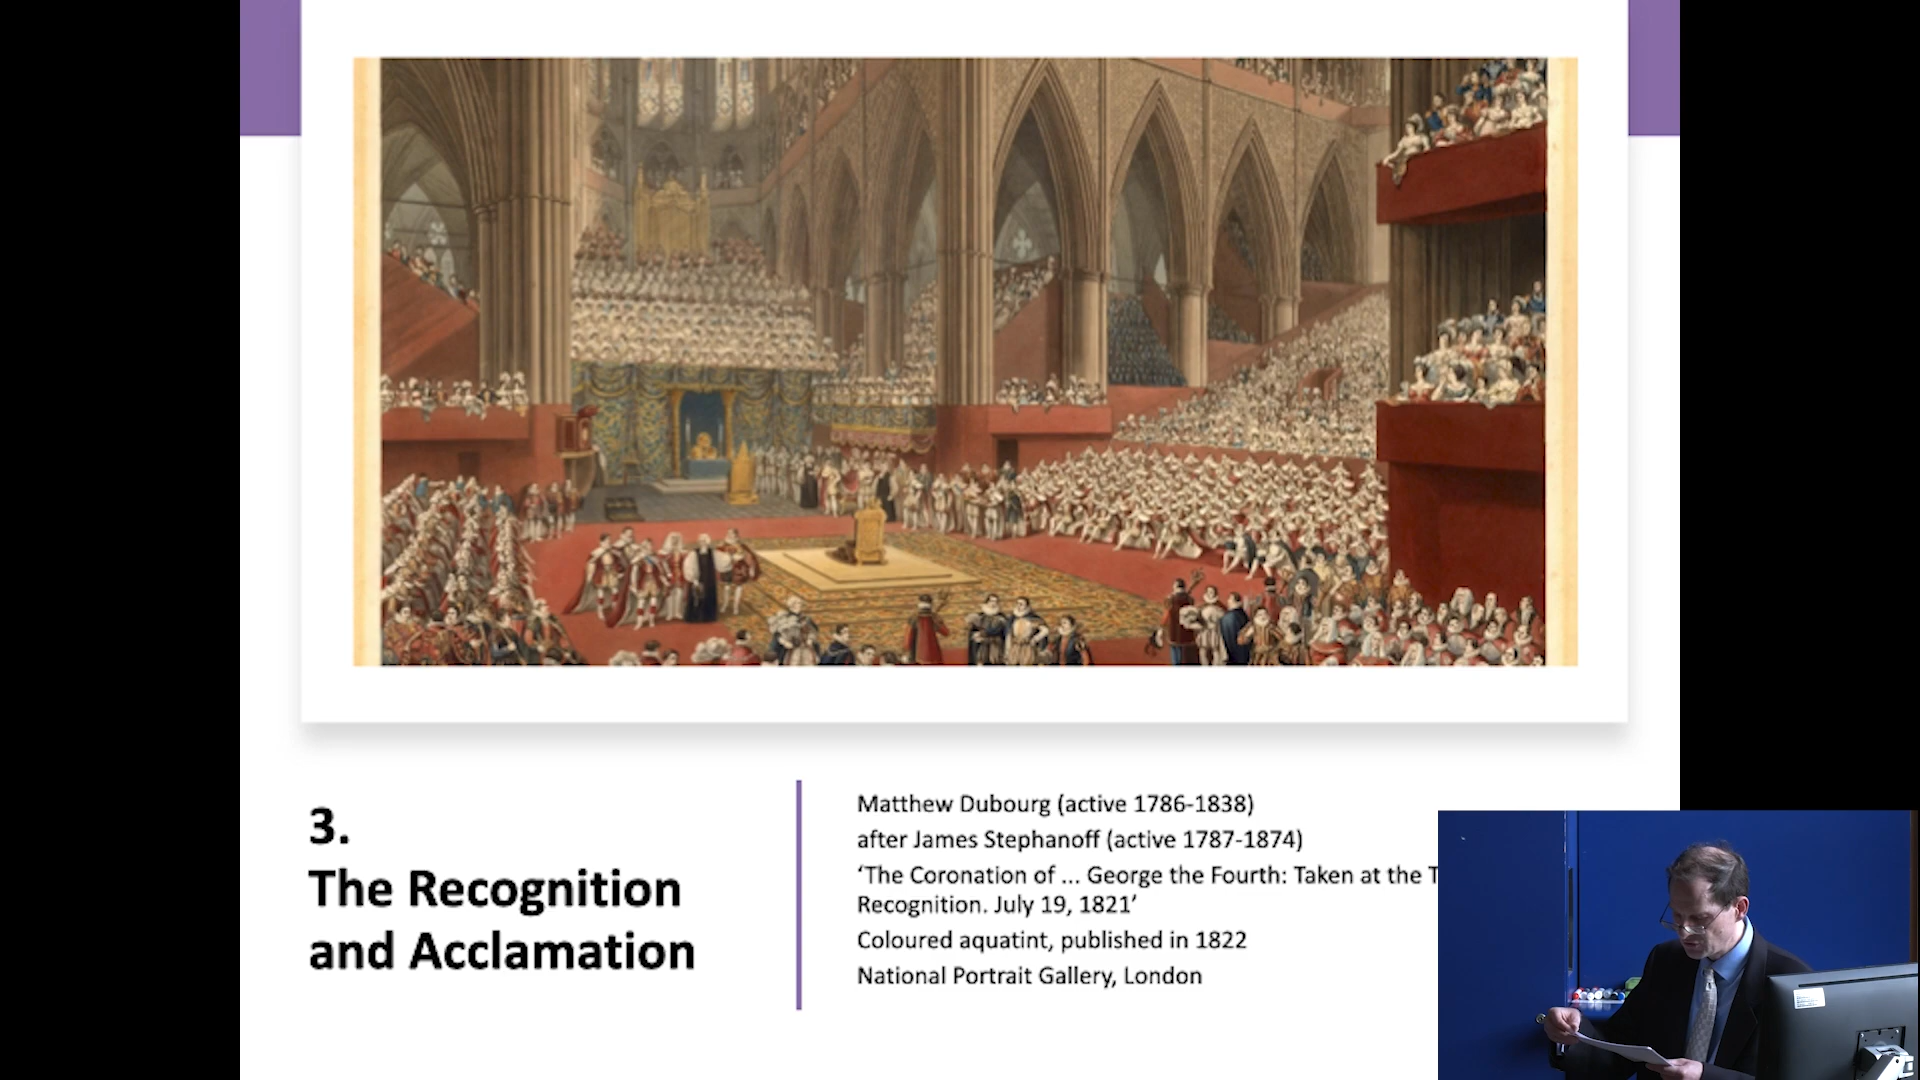 3.
The Recognition
and Acclamation
Matthew Dubourg (active 1786-1838)
after James Stephanoff (active 1787-1874)
‘The Coronation of ... George the Fourth: Taken at the
Recognition. July 19, 1821’
Coloured aquatint, published in 1822
National Portrait Gallery, London